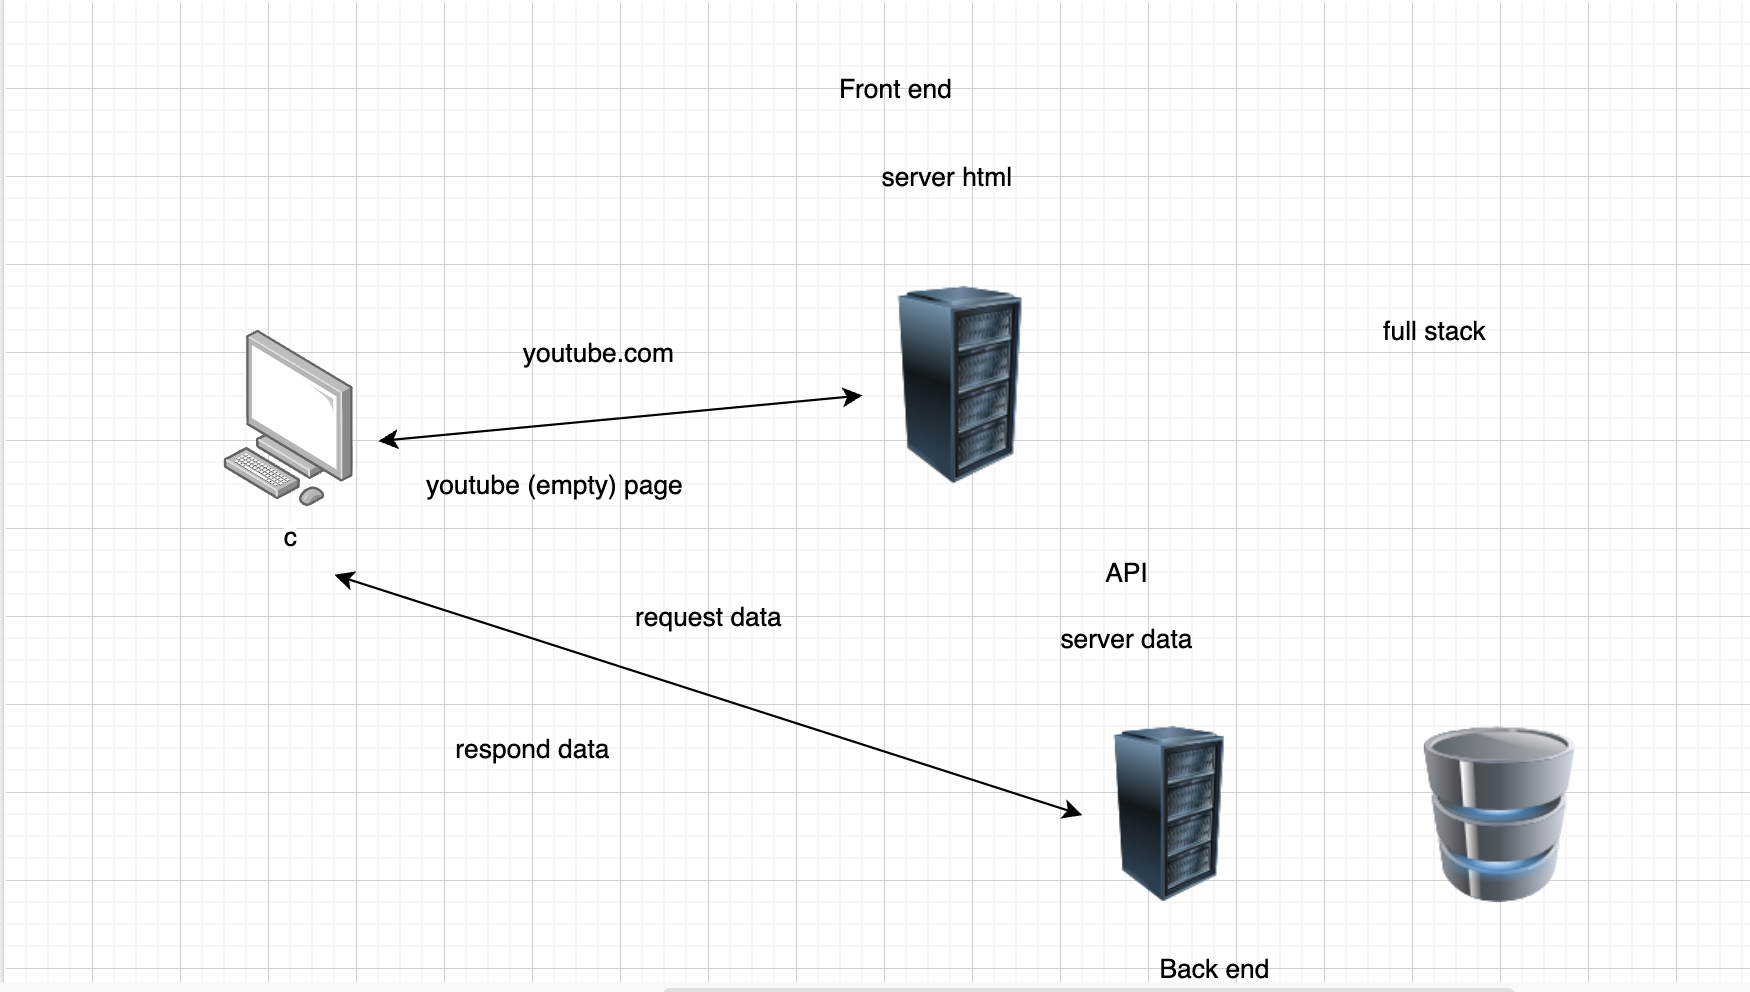 Front end
server html
full stack
youtube.com
youtube (empty) page
c
API
request data
server data
respond data
Back end